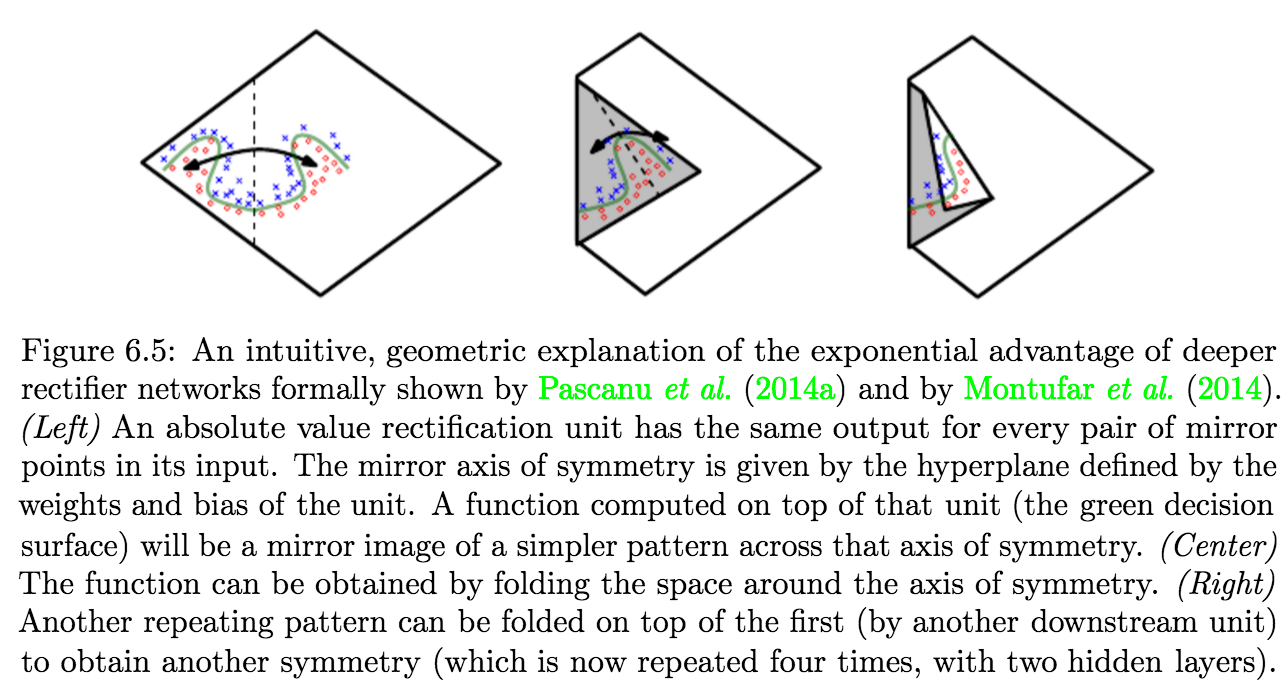 Figure 6.5: An intuitive, geometric explanation of the exponential advantage of deeper
rectifier networks formally shown by Pascanu et al. (2014a) and by Montufar et al. (2014).
(Left) An absolute value rectification unit has the same output for every pair of mirror
points in its input. The mirror axis of symmetry is given by the hyperplane defined by the
weights and bias of the unit. A function computed on top of that unit (the green decision
surface) will be a mirror image of a simpler pattern across that axis of symmetry. (Center)
The function can be obtained by folding the space around the axis of symmetry. (Right)
Another repeating pattern can be folded on top of the first (by another downstream unit)
to obtain another symmetry (which is now repeated four times, with two hidden layers).